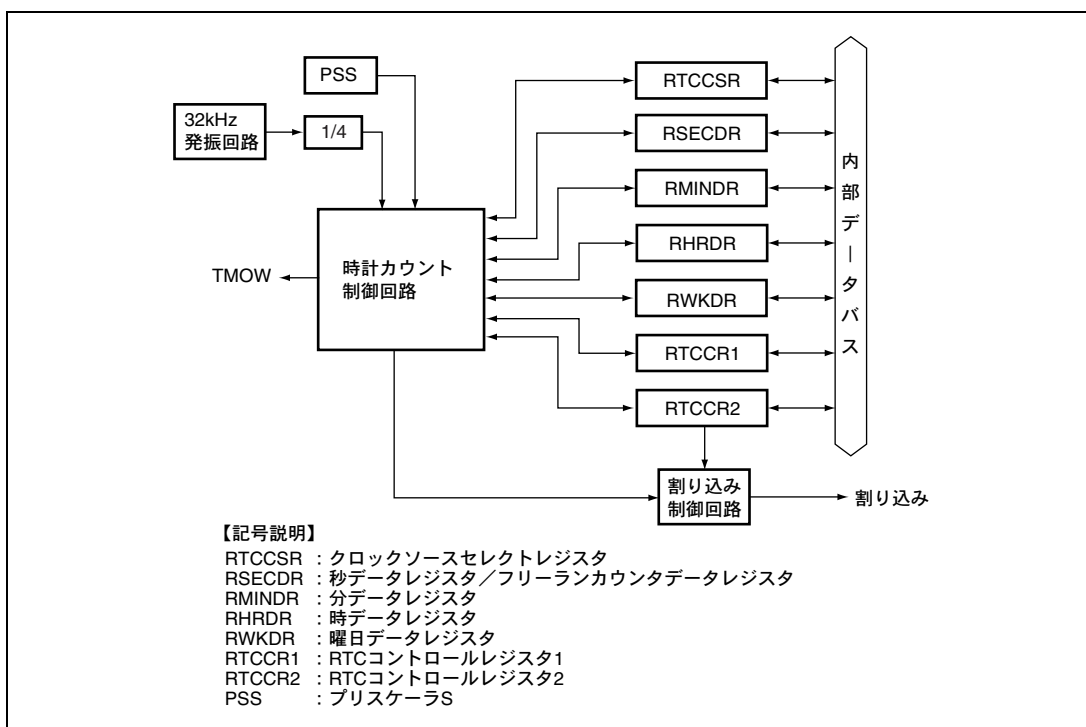 PSS
32kHz
発振回路
1/4
時計カウント
制御回路
TMOW
RTCCSR
RSECDR
RMINDR
RHRDR
RWKDR
RTCCR1
RTCCR2
内部データバス
割り込み
制御回路
割り込み
【記号説明】
RTCCSR :クロックソースセレクトレジスタ
RSECDR :秒データレジスタ/フリーランカウンタデータレジスタ
RMINDR :分データレジスタ
RHRDR :時データレジスタ
RWKDR :曜日データレジスタ
RTCCR1 :RTCコントロールレジスタ1
RTCCR2 :RTCコントロールレジスタ2
PSS :プリスケーラS